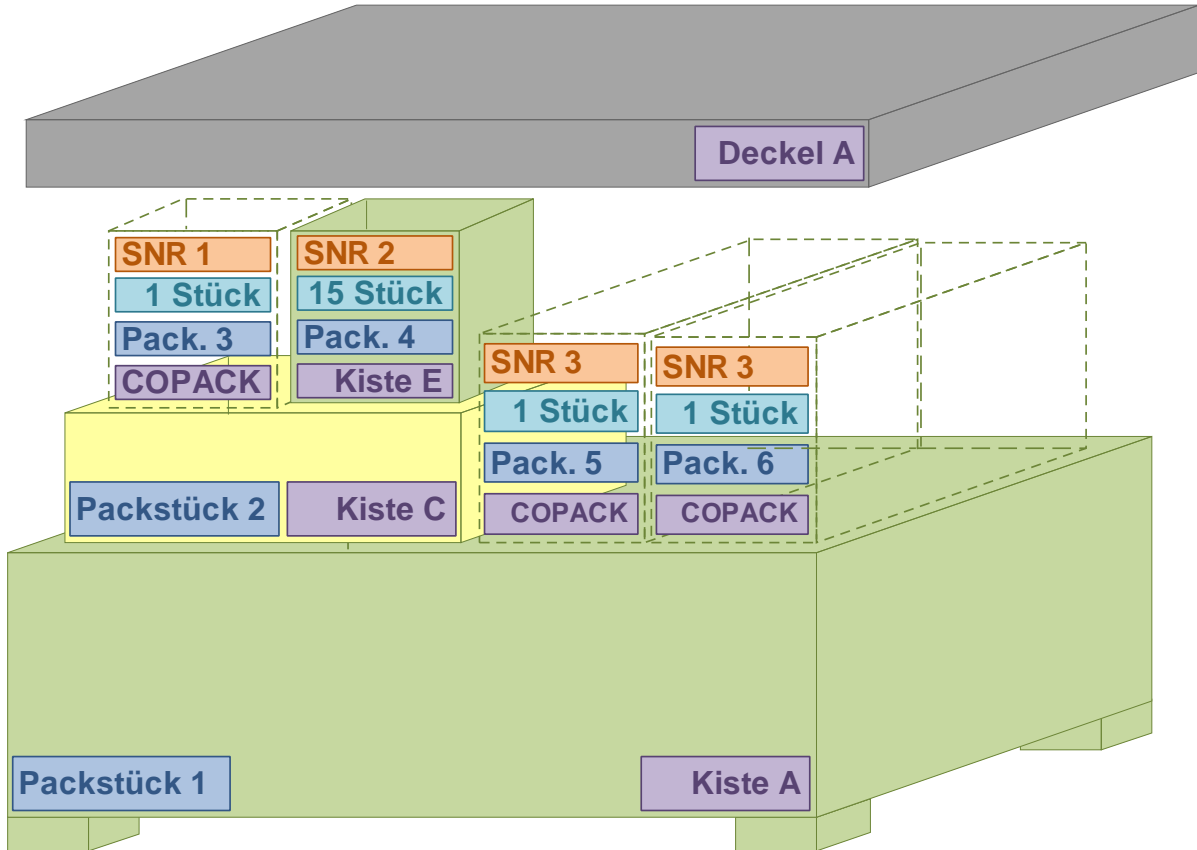 Deckel A
SNR 1
1 Stück
Pack. 3
COPACK
SNR 2
15 Stück
Pack. 4
Kiste E
SNR 3
1 Stück
Pack. 5
COPACK
SNR 3
1 Stück
Pack. 6
COPACK
Packstück 2
Kiste C
Packstück 1
Kiste A